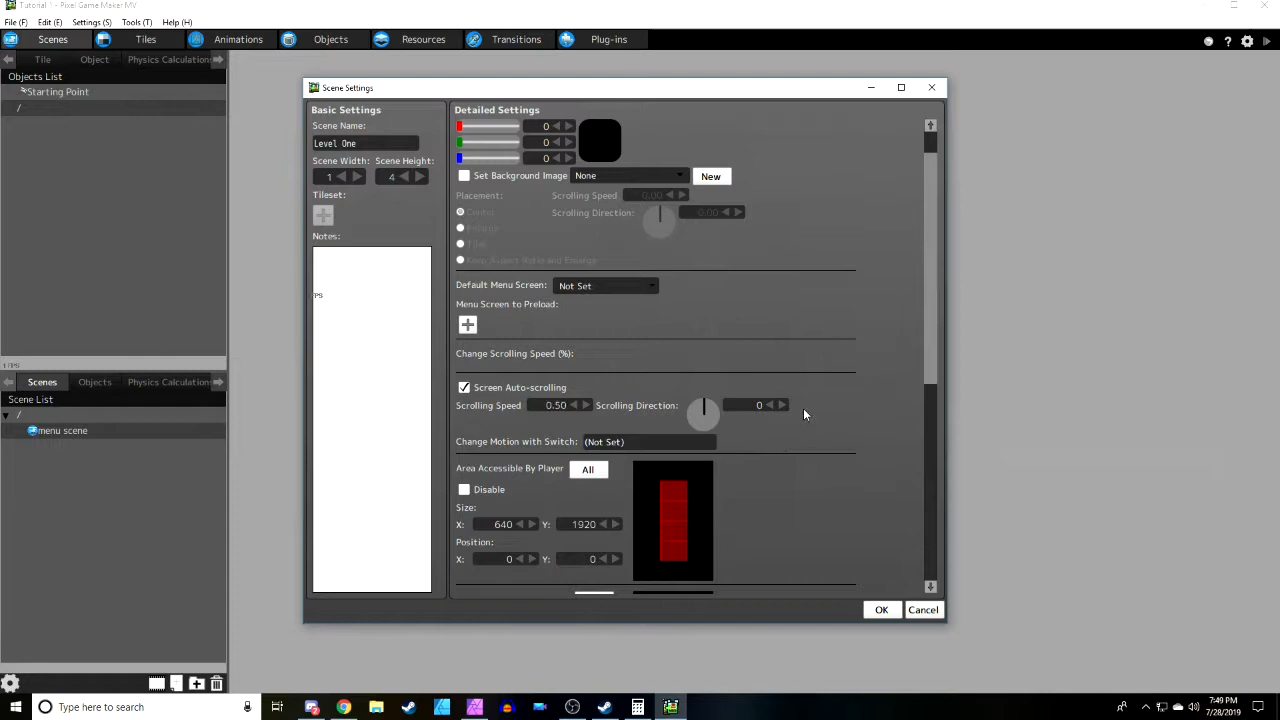 Tutorial 1 - Pixel Game Maker MV
File (F) Edit (E) Settings (S) Tools (T) Help (H)
Scenes Tiles Animations Objects Resources Transitions Plug-ins
Tile Object Physics Calculation
Objects List
Starting Point
/
Scenes Objects Physics Calculation
Scene List
/
menu scene
Scene Settings
Basic Settings
Scene Name:
Level One
Scene Width: Scene Height:
1 4
Tileset:
Notes:
Detailed Settings
0
0
0
Set Background Image None New
Placement: Scrolling Speed 0.00
Center Scrolling Direction: 0.00
Tiled
Default Menu Screen: Not Set
Menu Screen to Preload:
Change Scrolling Speed (%):
Screen Auto-scrolling
Scrolling Speed 0.50 Scrolling Direction: 0
Change Motion with Switch: (Not Set)
Area Accessible By Player All
Disable
Size:
X: 640 Y: 1920
Position:
X: 0 Y: 0
OK Cancel
Type here to search
7:49 PM
7/28/2019